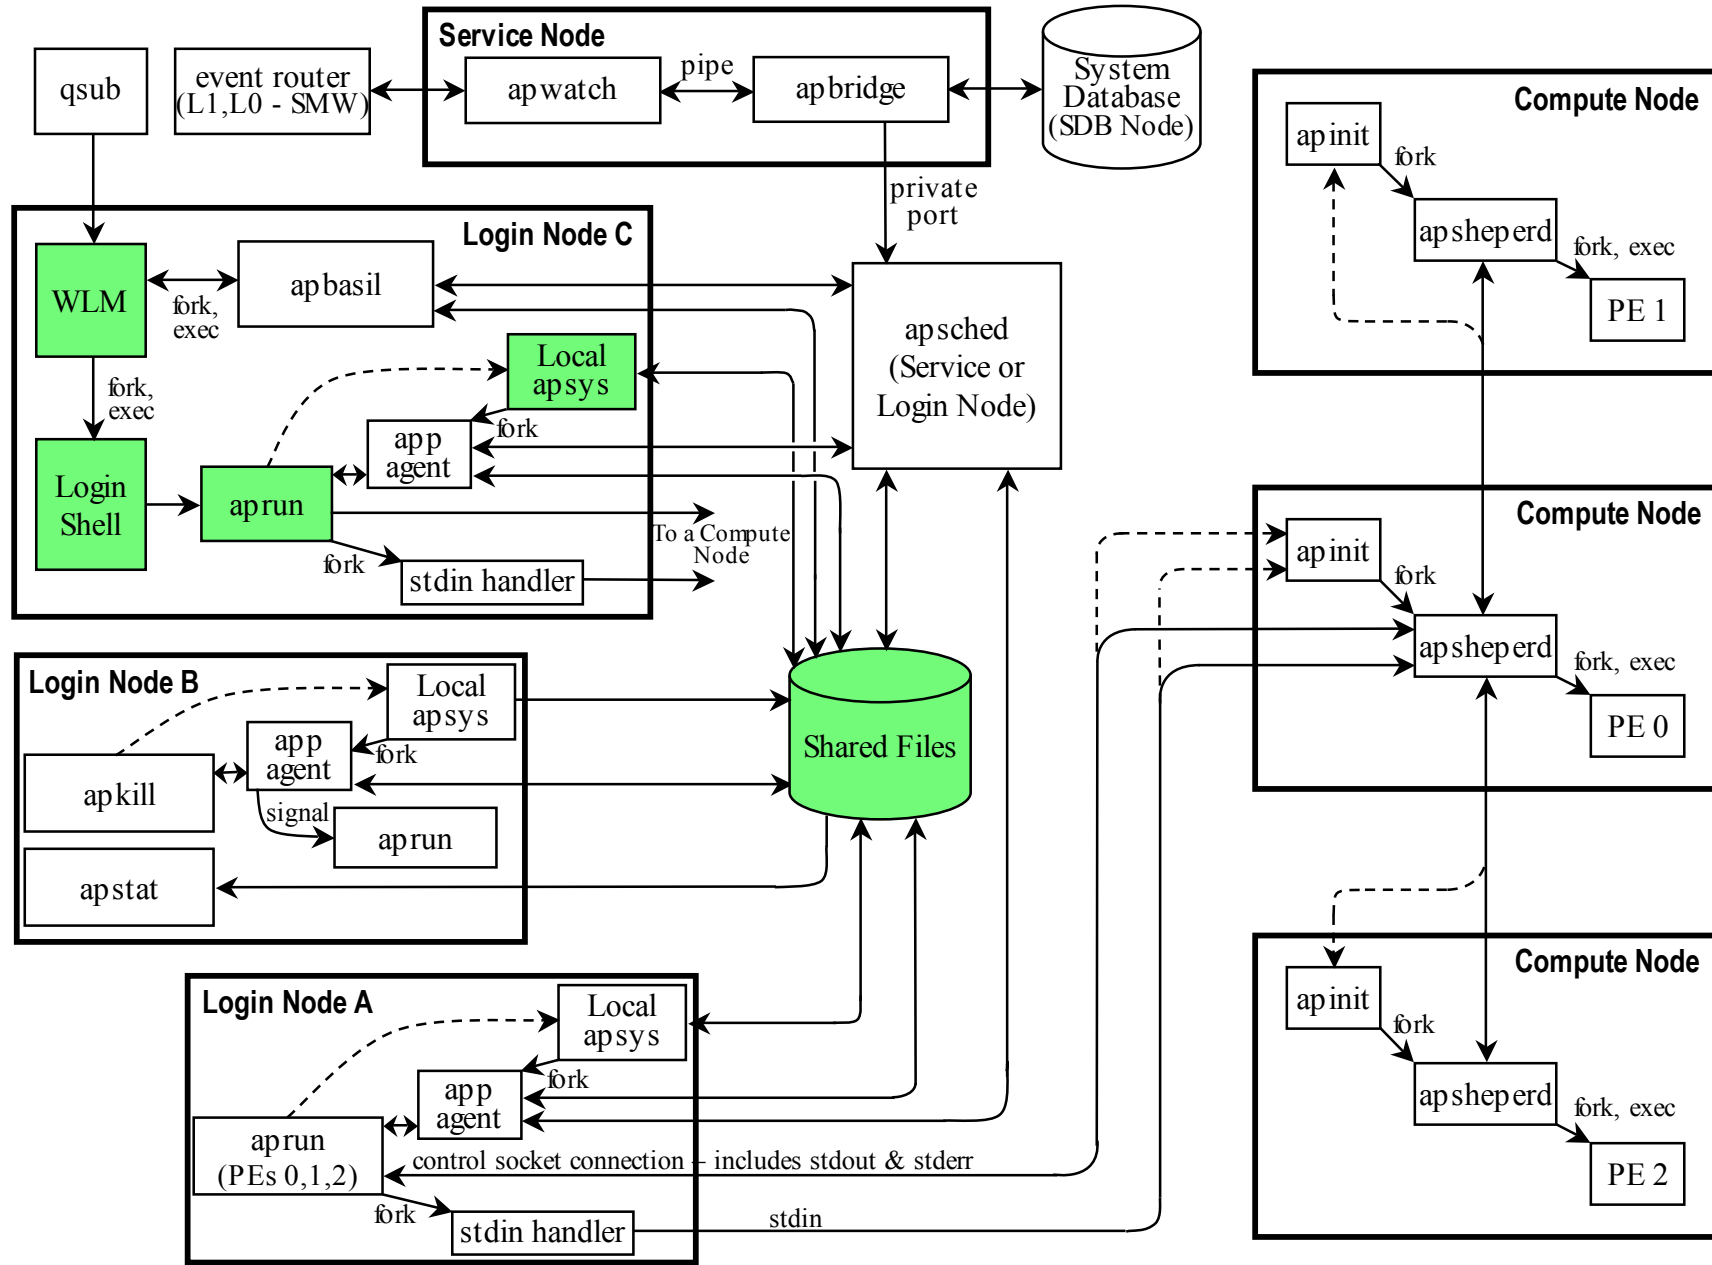 Service Node
qsub
event router
(L1,L0 - SMW)
apwatch
pipe
apbridge
System
Database
(SDB Node)
private
port
Login Node C
WLM
fork,
exec
apbasil
fork,
exec
Local
apsys
fork
app
agent
Login
Shell
aprun
fork
stdin handler
To a Compute
Node
apsched
(Service or
Login Node)
Login Node B
Local
apsys
fork
app
agent
apkill
signal
aprun
apstat
Shared Files
Login Node A
Local
apsys
fork
app
agent
aprun
(PEs 0,1,2)
control socket connection – includes stdout & stderr
fork
stdin handler
stdin
Compute Node
apinit
fork
apsheperd
fork, exec
PE 1
Compute Node
apinit
fork
apsheperd
fork, exec
PE 0
Compute Node
apinit
fork
apsheperd
fork, exec
PE 2